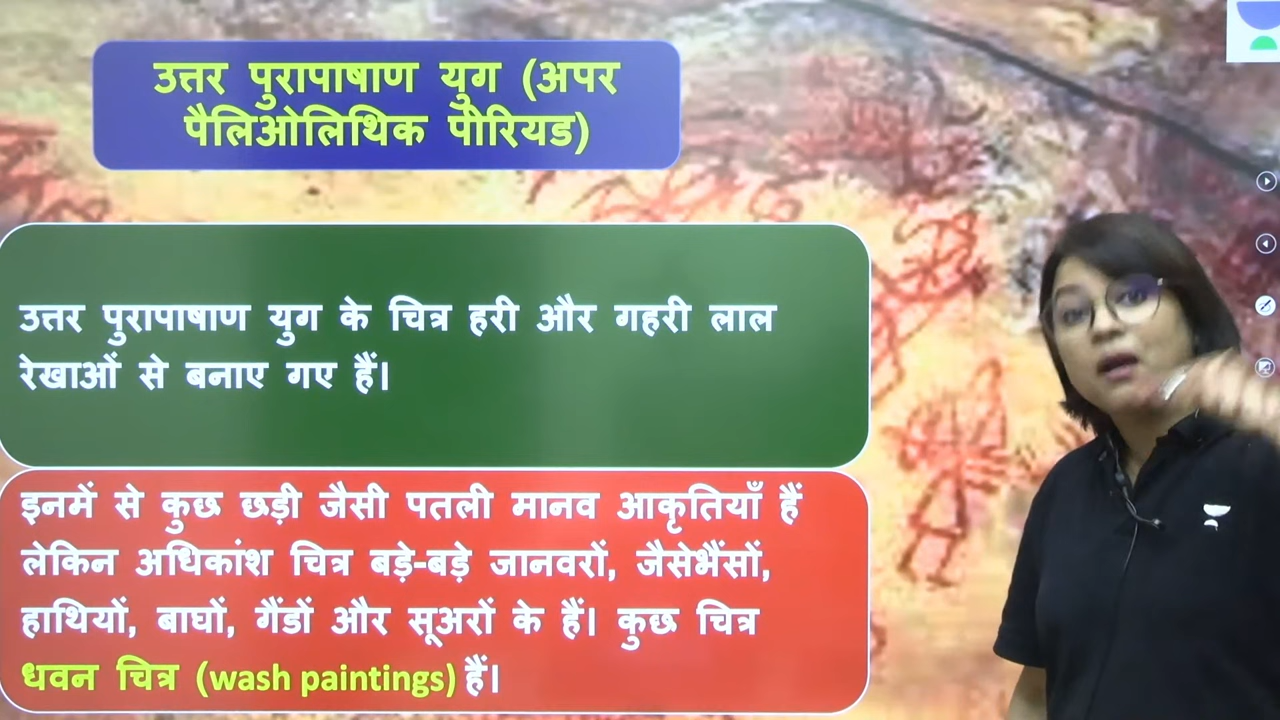 उत्तर पुरापाषाण युग (अपर
पैलिओलिथिक पीरियड)
उत्तर पुरापाषाण युग के चित्र हरी और गहरी लाल
रेखाओं से बनाए गए हैं।
इनमें से कुछ छड़ी जैसी पतली मानव आकृतियाँ हैं
लेकिन अधिकांश चित्र बड़े-बड़े जानवरों, जैसेभैंसों,
हाथियों, बाघों, गैंडों और सूअरों के हैं। कुछ चित्र
धवन चित्र (wash paintings) हैं।